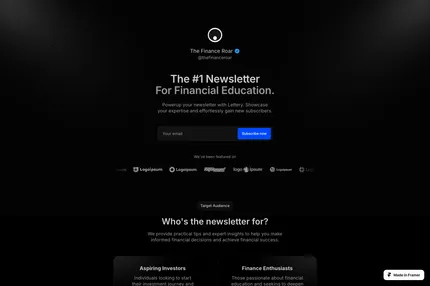 The Finance Roar
@thefinanceroar
The #1 Newsletter
For Financial Education.
Powerup your newsletter with Lettery. Showcase
your expertise and effortlessly gain new subscribers.
Your email
Subscribe now
We've been featured in
Logoipsum
Logoipsum
logo ipsum
Logoipsum
Target Audience
Who's the newsletter for?
We provide practical tips and expert insights to help you make
informed financial decisions and achieve financial success.
Aspiring Investors
Individuals looking to start
their investment journey and
Finance Enthusiasts
Those passionate about financial
education and seeking to deepen
Made in Framer